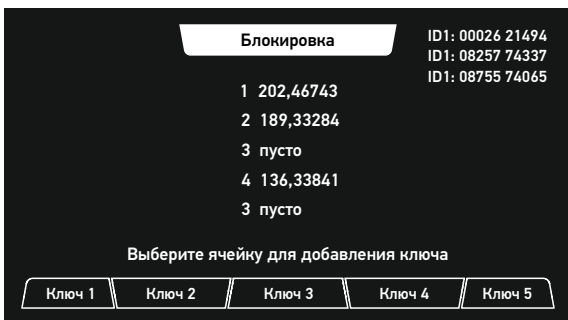 Блокировка
ID1: 00026 21494
ID1: 08257 74337
ID1: 08755 74065
1 202,46743
2 189,33284
3 пусто
4 136,33841
3 пусто
Выберите ячейку для добавления ключа
Ключ 1
Ключ 2
Ключ 3
Ключ 4
Ключ 5